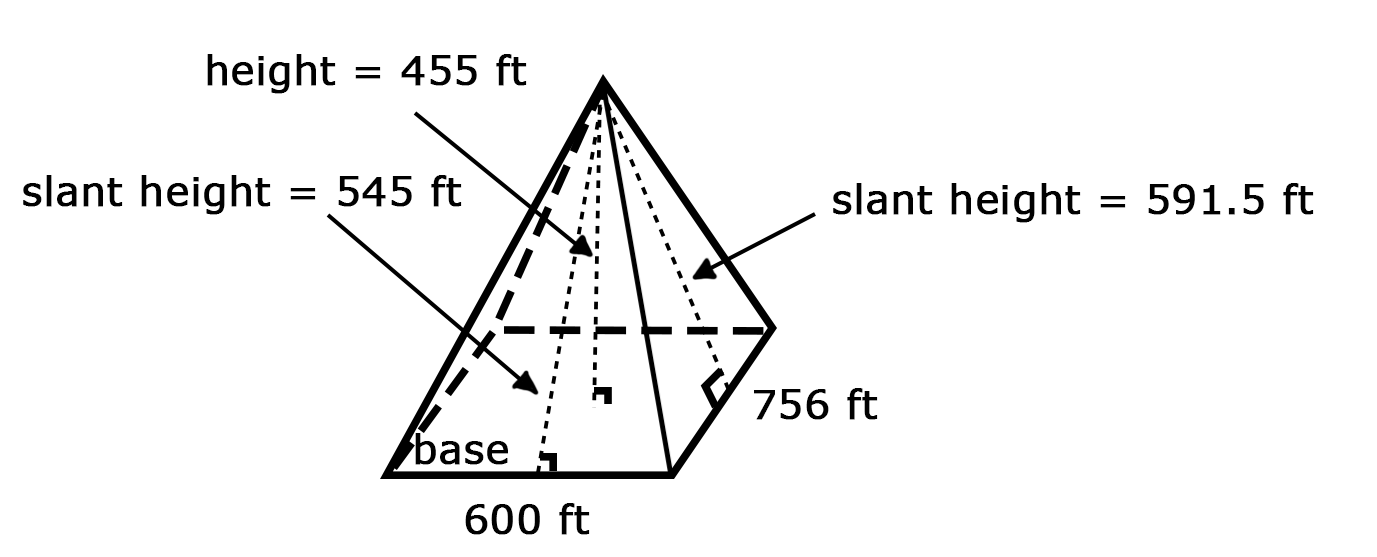 height = 455 ft
slant height = 545 ft
slant height = 591.5 ft
756 ft
base
600 ft